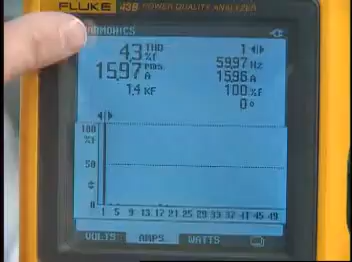 FLUKE 43B POWER QUALITY ANALYZER
HARMONICS
4.3 THD %f 1
15.97 RMS A 59.97 Hz
15.96 A
1.4 KF 100 %f
0°
100
%f
50
0
1 5 9 13 17 21 25 29 33 37 41 45 49
VOLTS AMPS WATTS